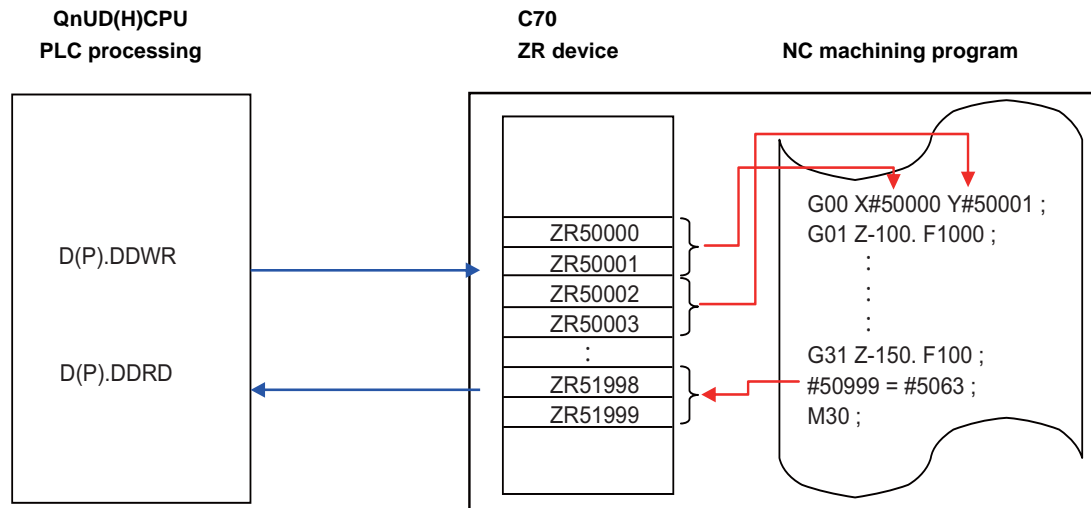 QnUD(H)CPU
PLC processing
C70
ZR device
NC machining program
D(P).DDWR
D(P).DDRD
ZR50000
ZR50001
ZR50002
ZR50003
:
ZR51998
ZR51999
G00 X#50000 Y#50001 ;
G01 Z-100. F1000 ;
:
:
:
G31 Z-150. F100 ;
#50999 = #5063 ;
M30 ;